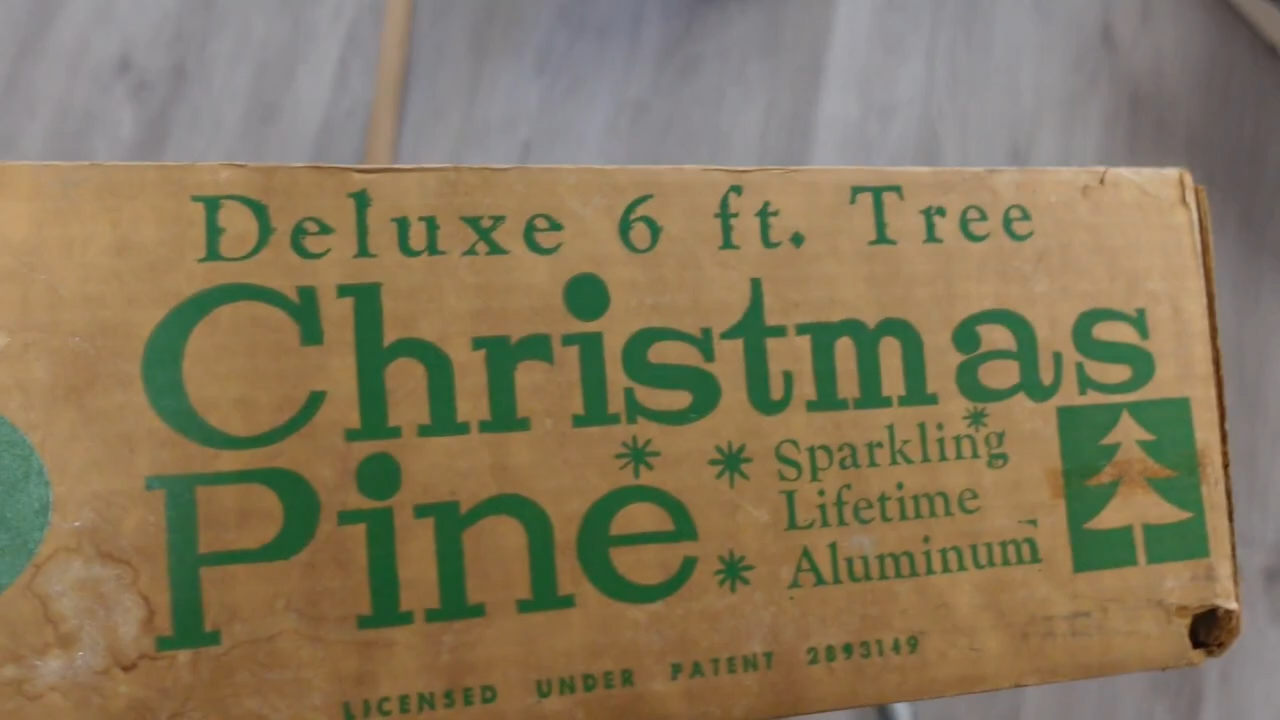 Deluxe 6 ft. Tree
Christmas
Pine
Sparkling
Lifetime
Aluminum
LICENSED UNDER PATENT 2893149